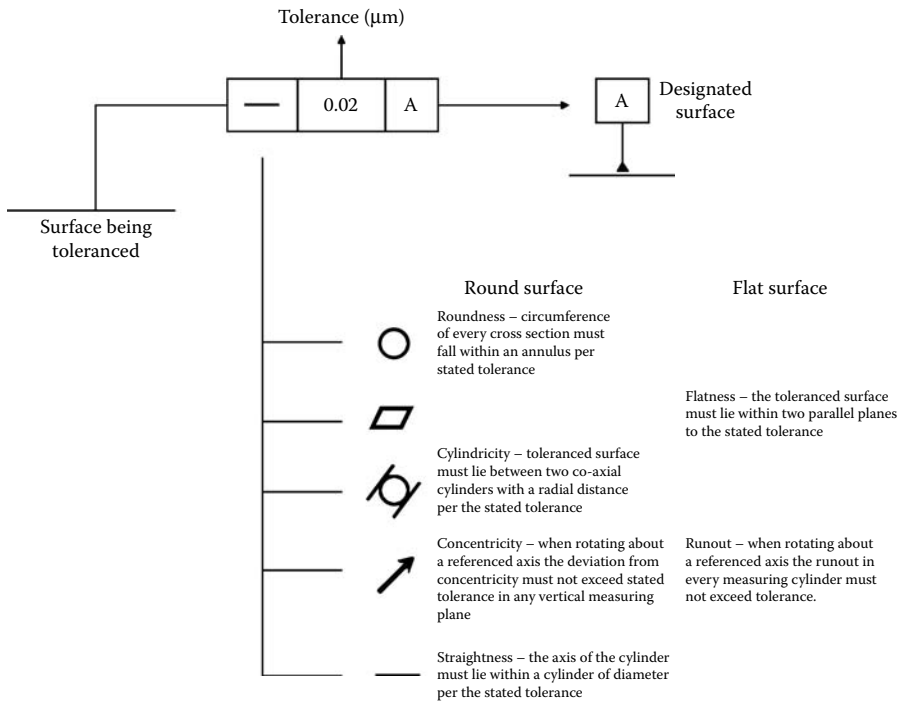 Tolerance (µm)
0.02
A
A
Designated
surface
Surface being
toleranced
Round surface
Flat surface
Roundness – circumference
of every cross section must
fall within an annulus per
stated tolerance
Flatness – the toleranced surface
must lie within two parallel planes
to the stated tolerance
Cylindricity – toleranced surface
must lie between two co-axial
cylinders with a radial distance
per the stated tolerance
Concentricity – when rotating about
a referenced axis the deviation from
concentricity must not exceed stated
tolerance in any vertical measuring
plane
Runout – when rotating about
a referenced axis the runout in
every measuring cylinder must
not exceed tolerance.
Straightness – the axis of the cylinder
must lie within a cylinder of diameter
per the stated tolerance